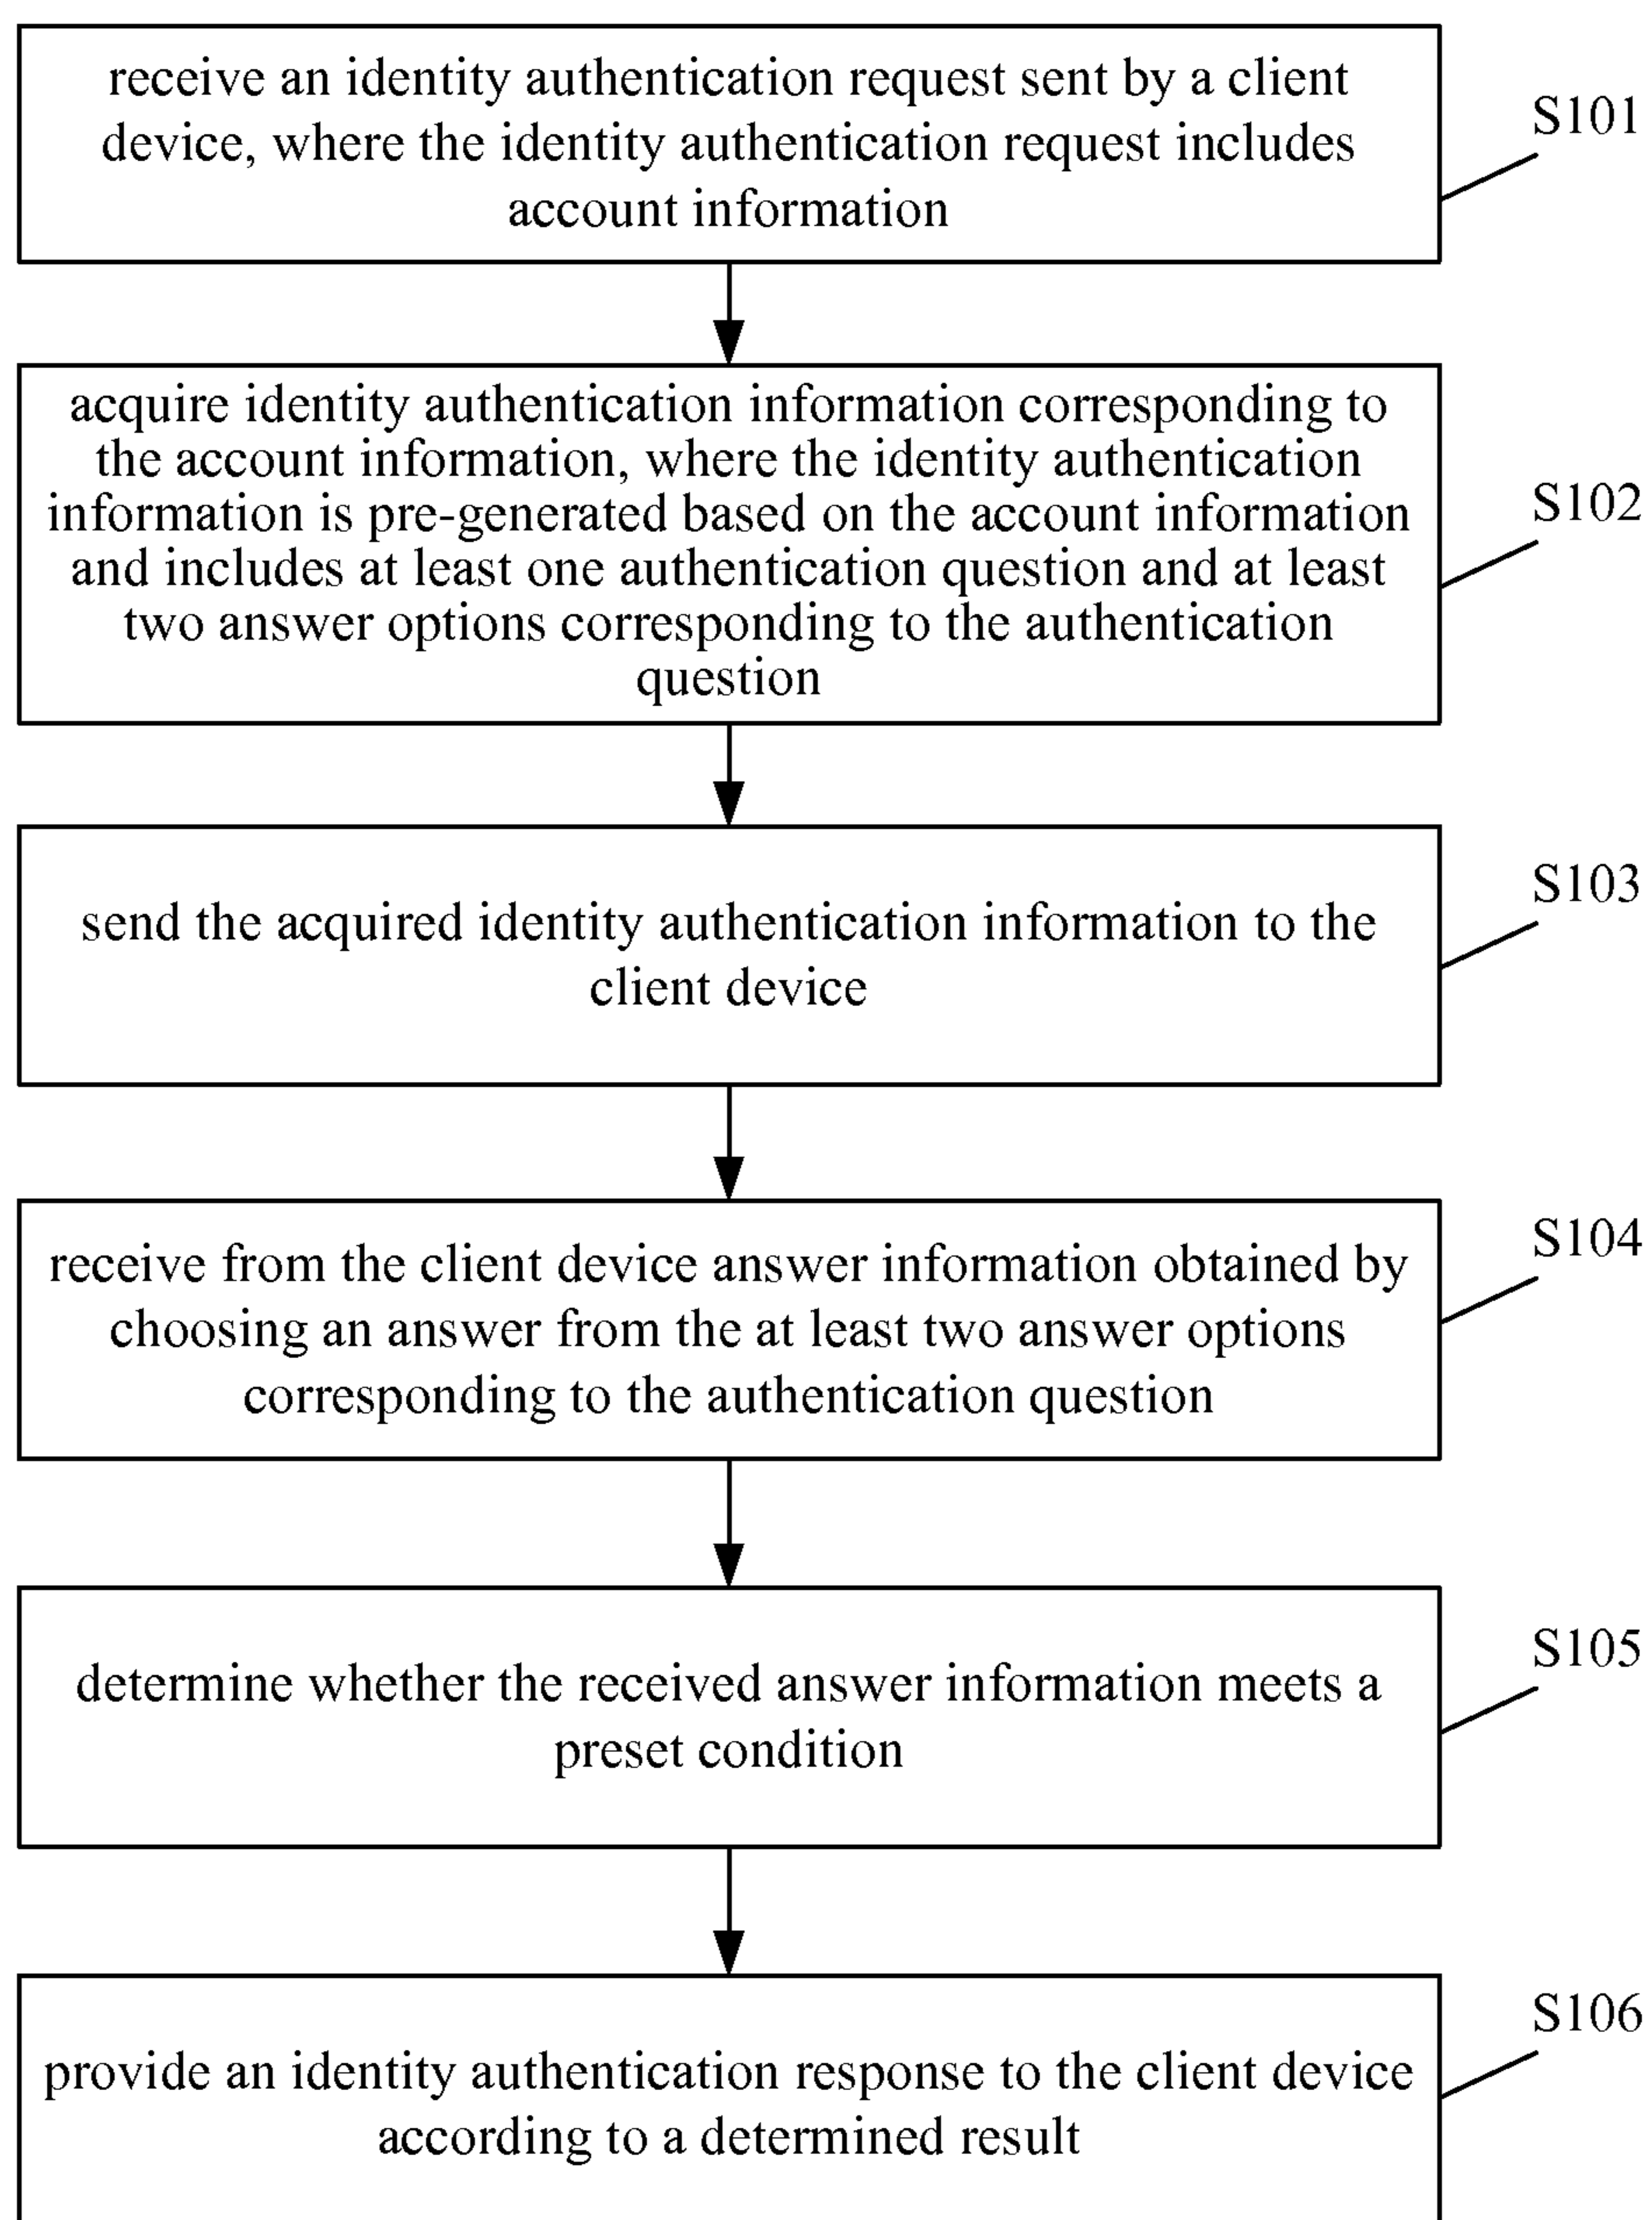 receive an identity authentication request sent by a client
device, where the identity authentication request includes
account information
S101
acquire identity authentication information corresponding to
the account information, where the identity authentication
information is pre-generated based on the account information
and includes at least one authentication question and at least
two answer options corresponding to the authentication
question
S102
send the acquired identity authentication information to the
client device
S103
receive from the client device answer information obtained by
choosing an answer from the at least two answer options
corresponding to the authentication question
S104
determine whether the received answer information meets a
preset condition
S105
provide an identity authentication response to the client device
according to a determined result
S106